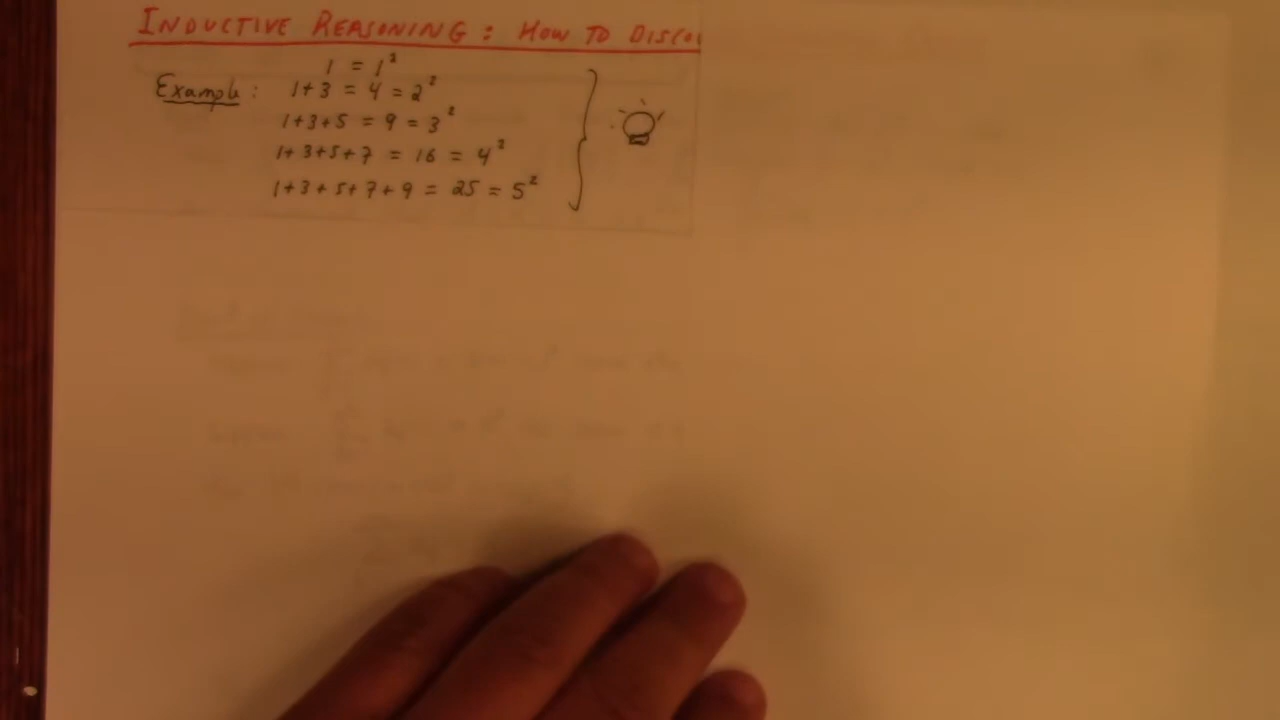 INDUCTIVE REASONING: HOW TO
1 = 1²
Example: 1+3 = 4 = 2²
1+3+5 = 9 = 3²
1+3+5+7 = 16 = 4²
1+3+5+7+9 = 25 = 5²